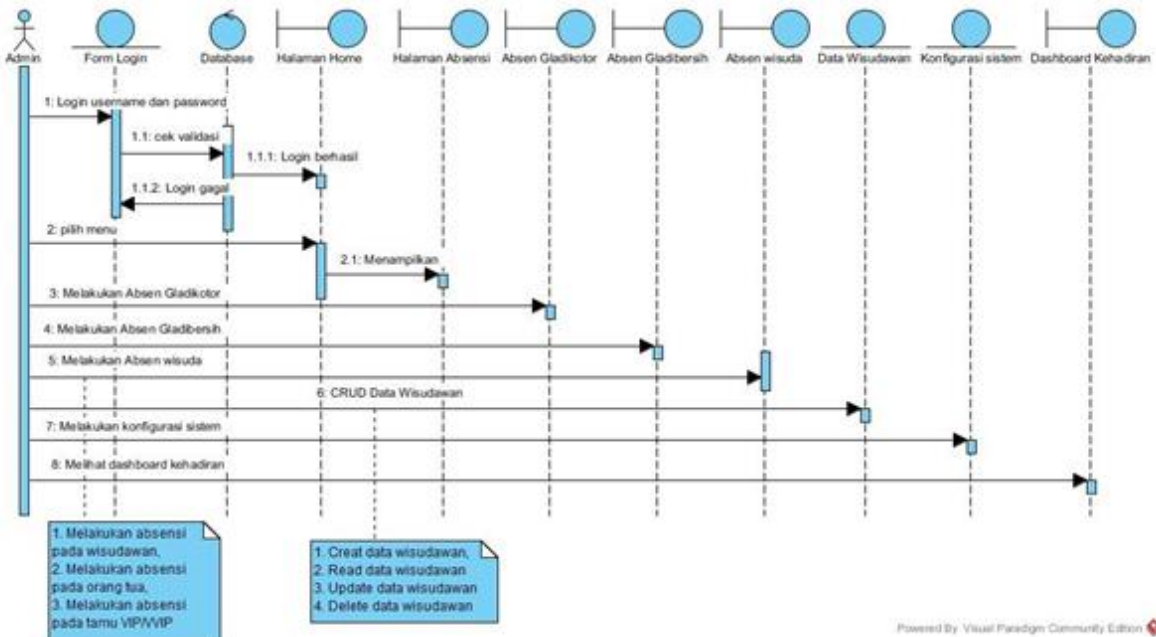 Admin
Form Login
Database
Halaman Home
Halaman Absensi
Absen Gladikotor
Absen Gladibersih
Absen wisuda
Data Wisudawan
Konfigurasi sistem
Dashboard Kehadiran
1: Login username dan password
1.1: cek validasi
1.1.1: Login berhasil
1.1.2: Login gagal
2: pilih menu
2.1: Menampilkan
3: Melakukan Absen Gladikotor
4: Melakukan Absen Gladibersih
5: Melakukan Absen wisuda
6: CRUD Data Wisudawan
7: Melakukan konfigurasi sistem
8: Melihat dashboard kehadiran
1. Melakukan absensi
pada wisudawan,
2. Melakukan absensi
pada orang tua,
3. Melakukan absensi
pada tamu VIP/VVIP
1. Creat data wisudawan,
2. Read data wisudawan
3. Update data wisudawan
4. Delete data wisudawan
Powered By Visual Paradigm Community Edition